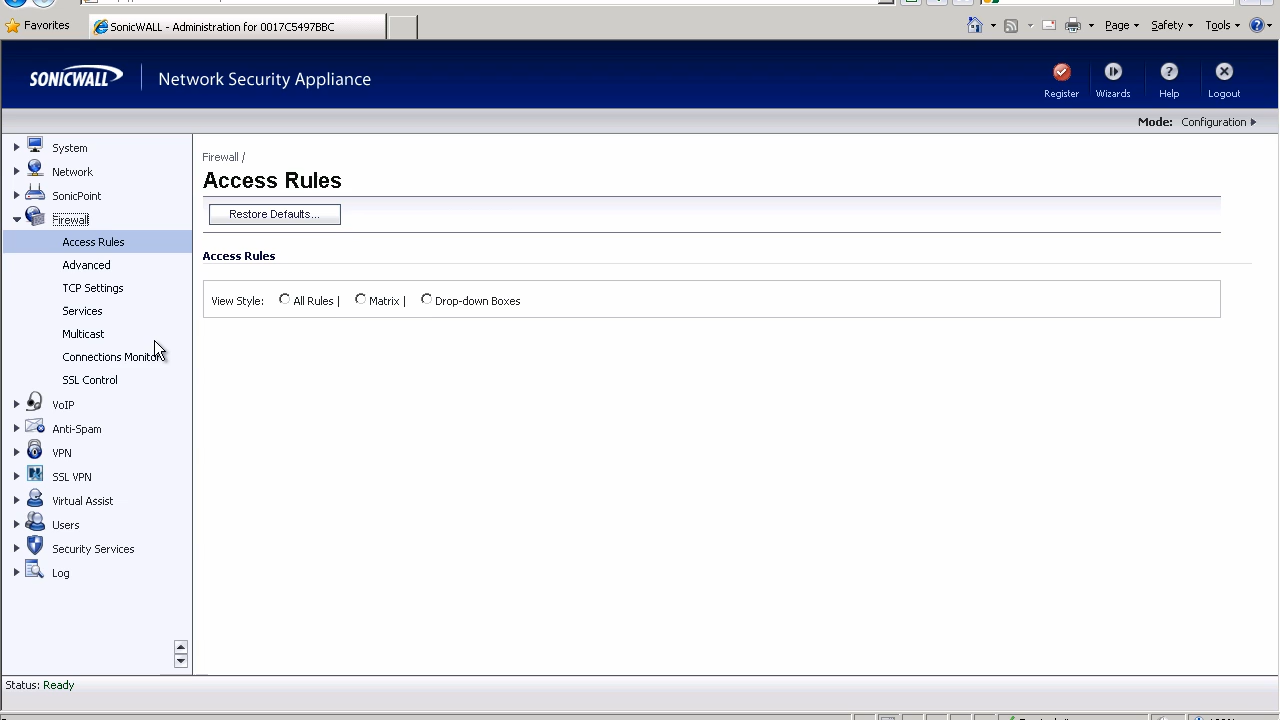 Favorites
SonicWALL - Administration for 0017C5497BBC
Page
Safety
Tools
SONICWALL
Network Security Appliance
Register
Wizards
Help
Logout
Mode: Configuration
System
Network
SonicPoint
Firewall
Access Rules
Advanced
TCP Settings
Services
Multicast
Connections Monitor
SSL Control
VoIP
Anti-Spam
VPN
SSL VPN
Virtual Assist
Users
Security Services
Log
Firewall /
Access Rules
Restore Defaults...
Access Rules
View Style: All Rules | Matrix | Drop-down Boxes
Status: Ready